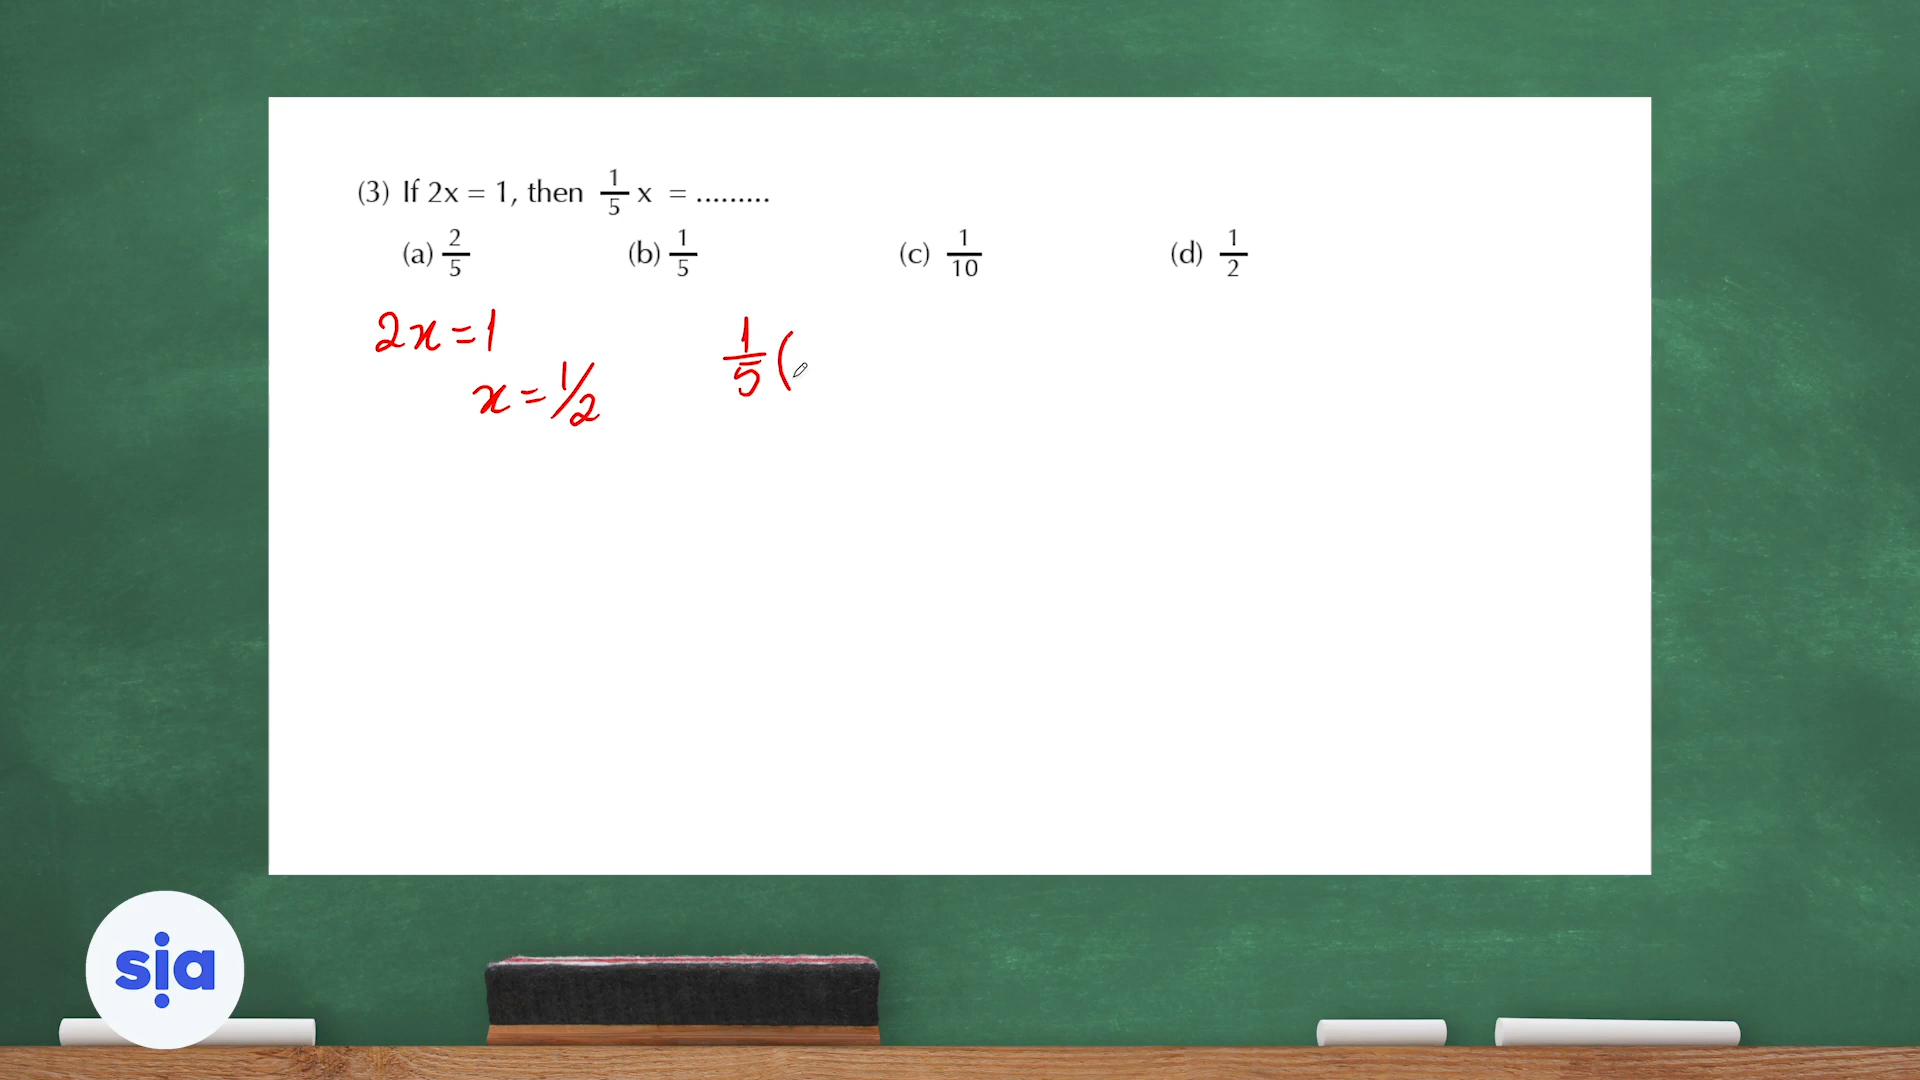 (3) If 2x = 1, then 1/5 x = .........
(a) 2/5 (b) 1/5 (c) 1/10 (d) 1/2
2x=1
x=1/2
1/5 (
sia